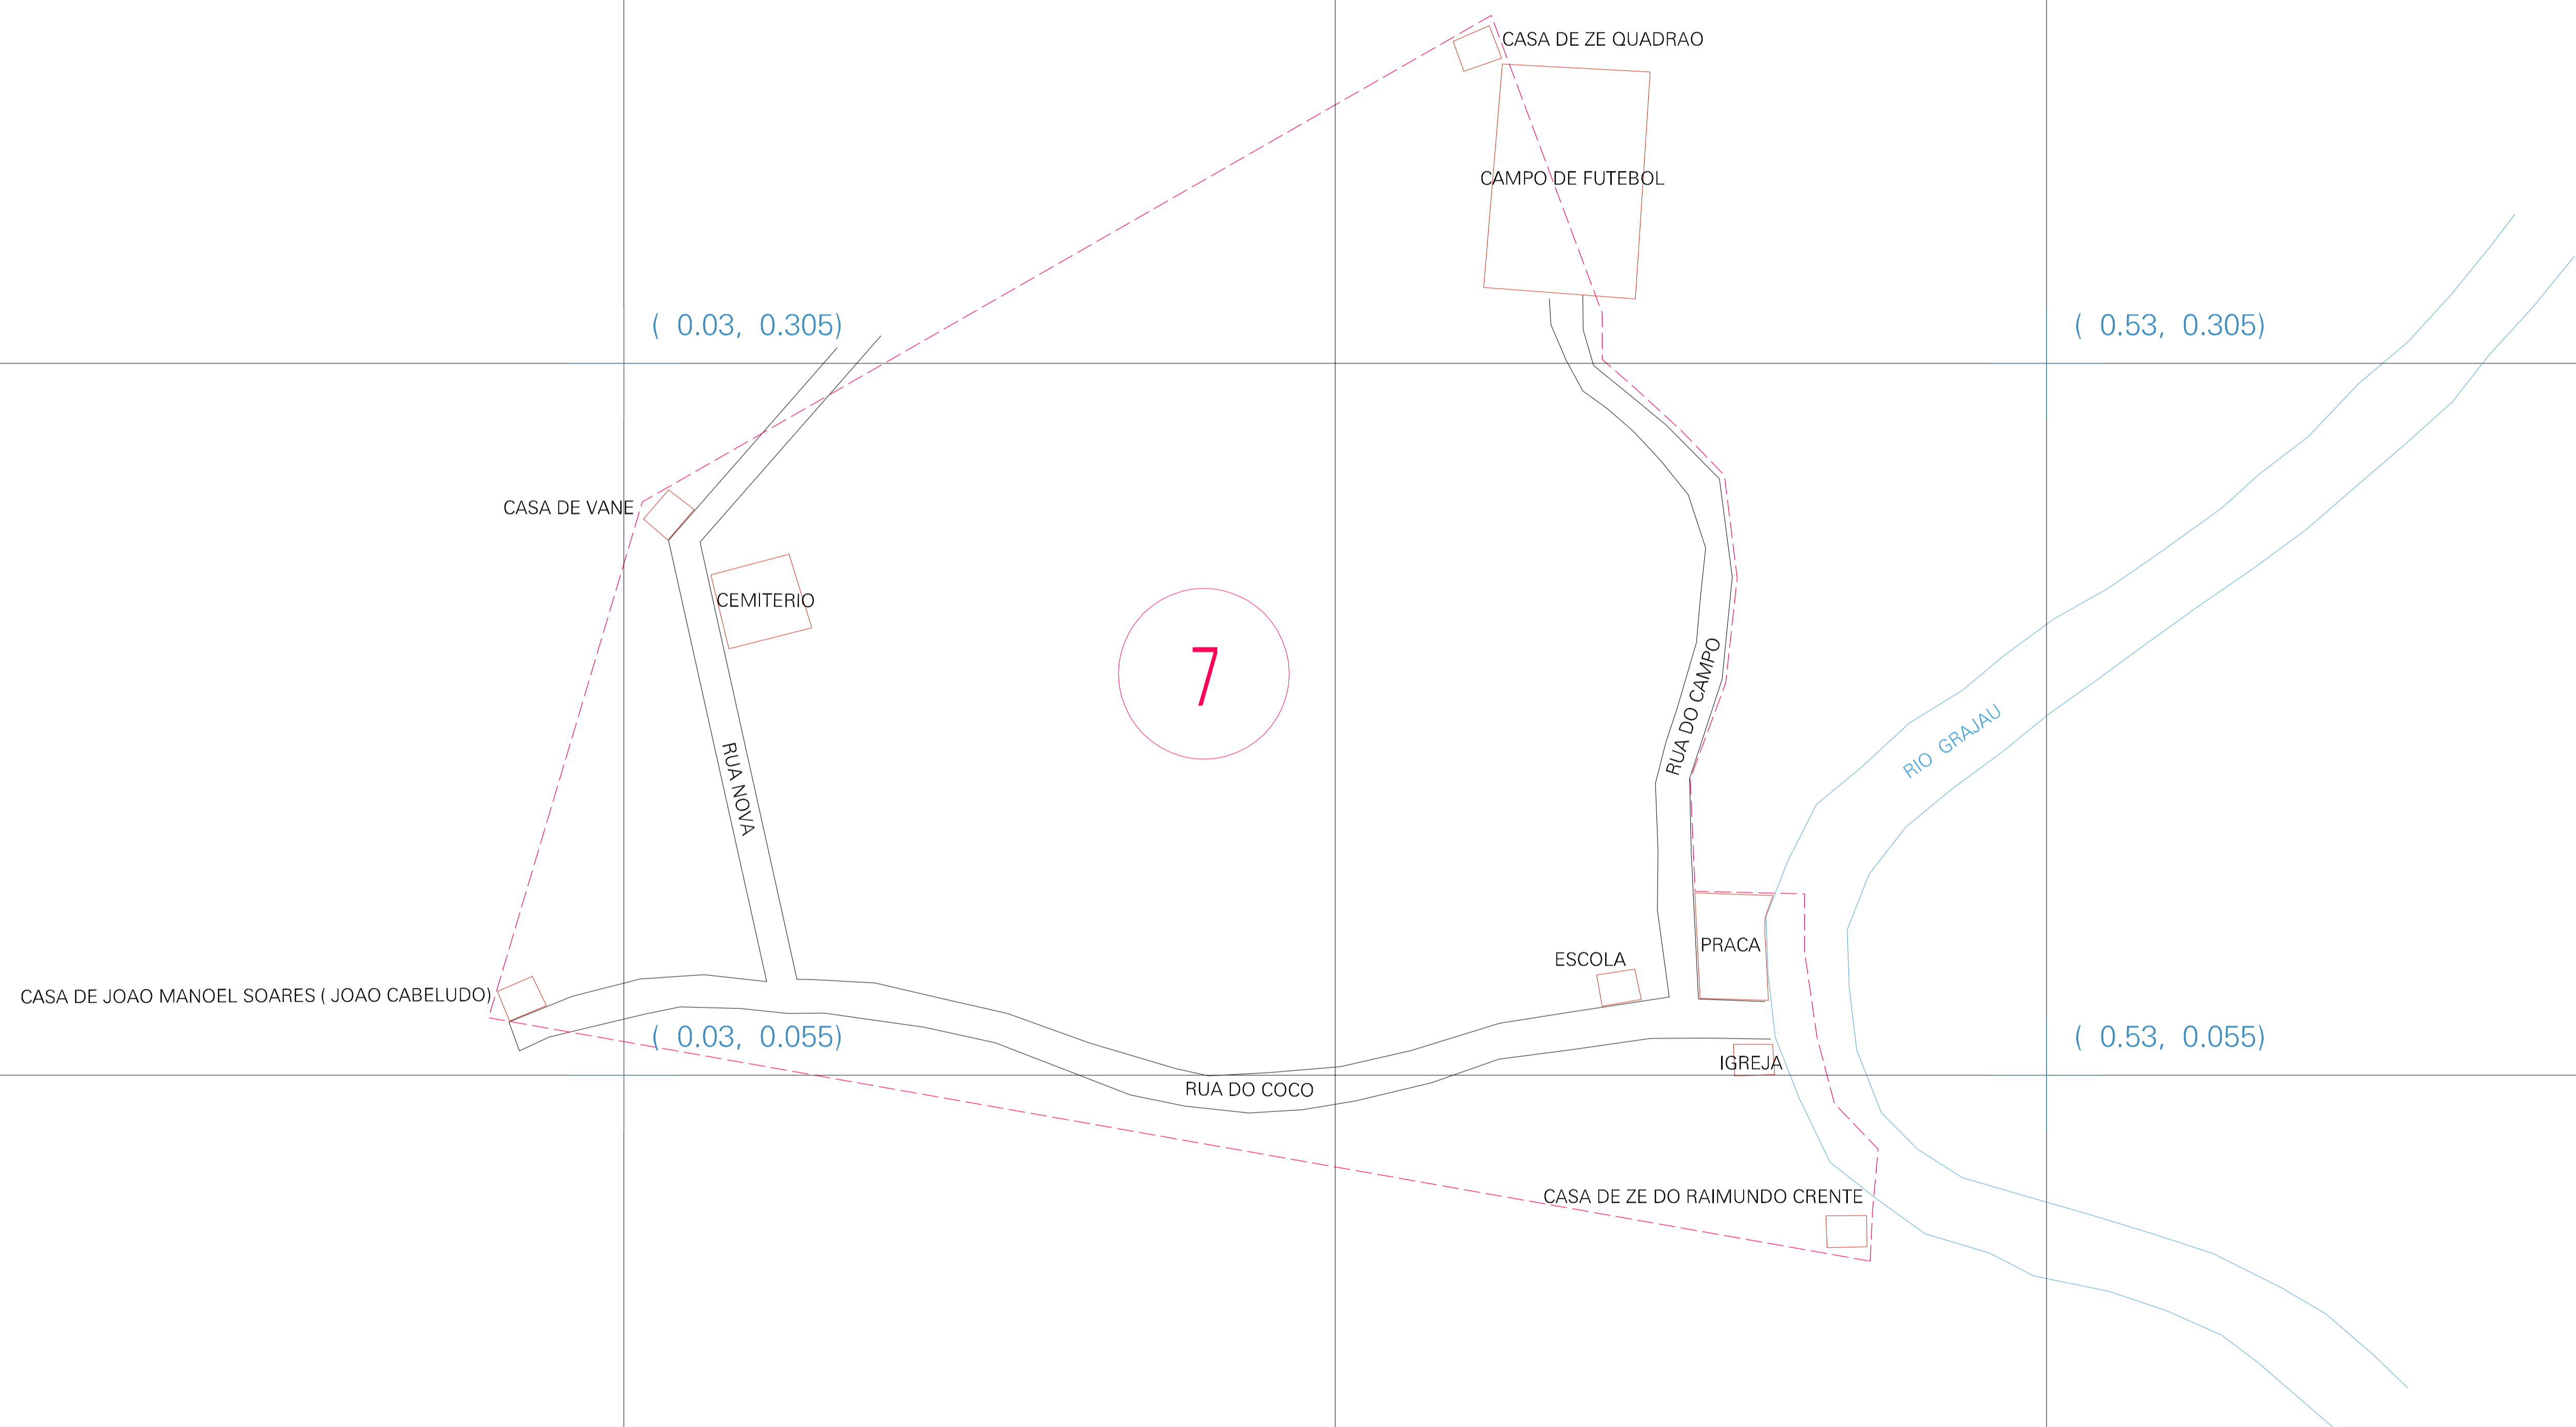 CASA DE ZE QUADRAO
CAMPO DE FUTEBOL
( 0.03, 0.305)
( 0.53, 0.305)
CASA DE VANE
CEMITERIO
7
RUA DO CAMPO
RIO GRAJAU
RUA NOVA
PRACA
ESCOLA
CASA DE JOAO MANOEL SOARES ( JOAO CABELUDO)
( 0.03, 0.055)
( 0.53, 0.055)
IGREJA
RUA DO COCO
CASA DE ZE DO RAIMUNDO CRENTE